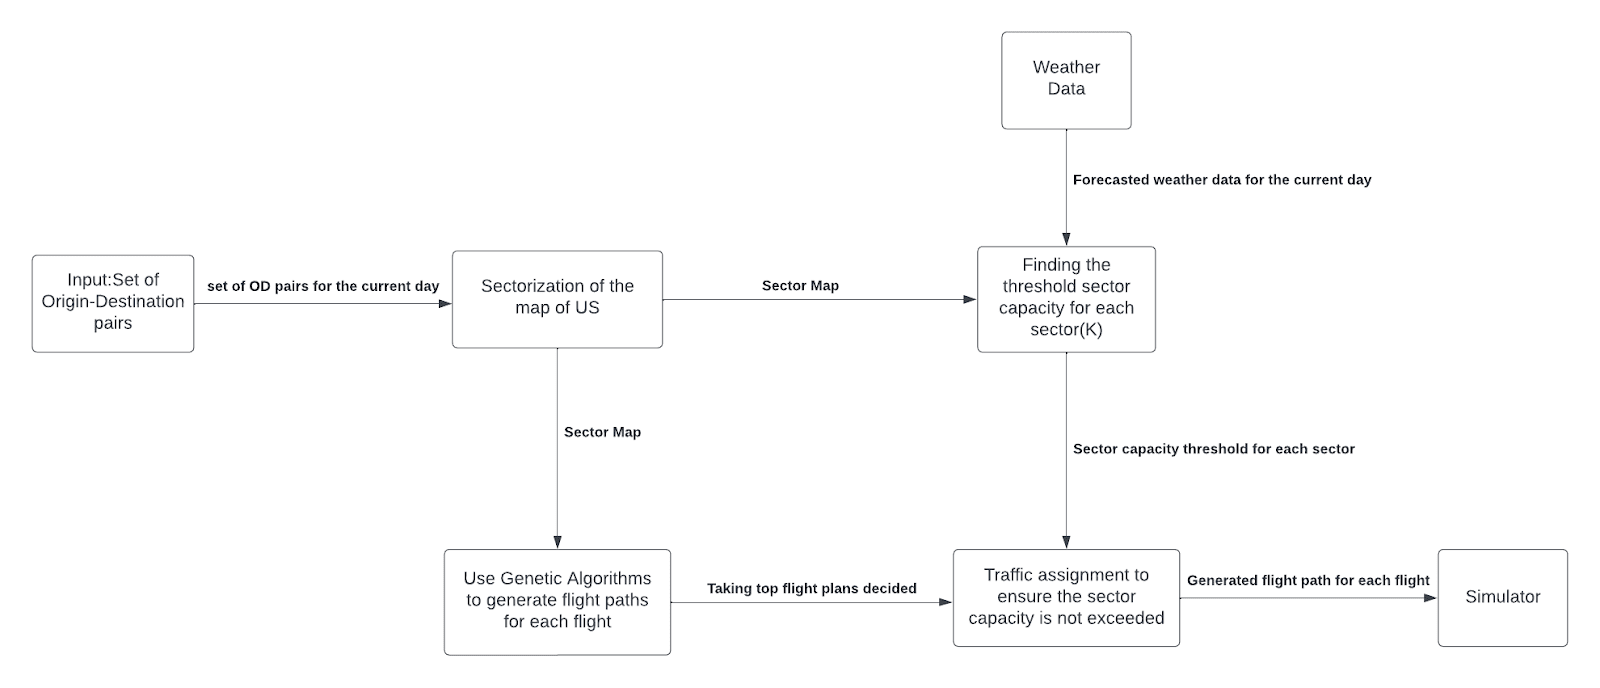 Weather
Data
Forecasted weather data for the current day
Input:Set of
Origin-Destination
pairs
set of OD pairs for the current day
Sectorization of the
map of US
Sector Map
Finding the
threshold sector
capacity for each
sector(K)
Sector Map
Sector capacity threshold for each sector
Use Genetic Algorithms
to generate flight paths
for each flight
Taking top flight plans decided
Traffic assignment to
ensure the sector
capacity is not exceeded
Generated flight path for each flight
Simulator